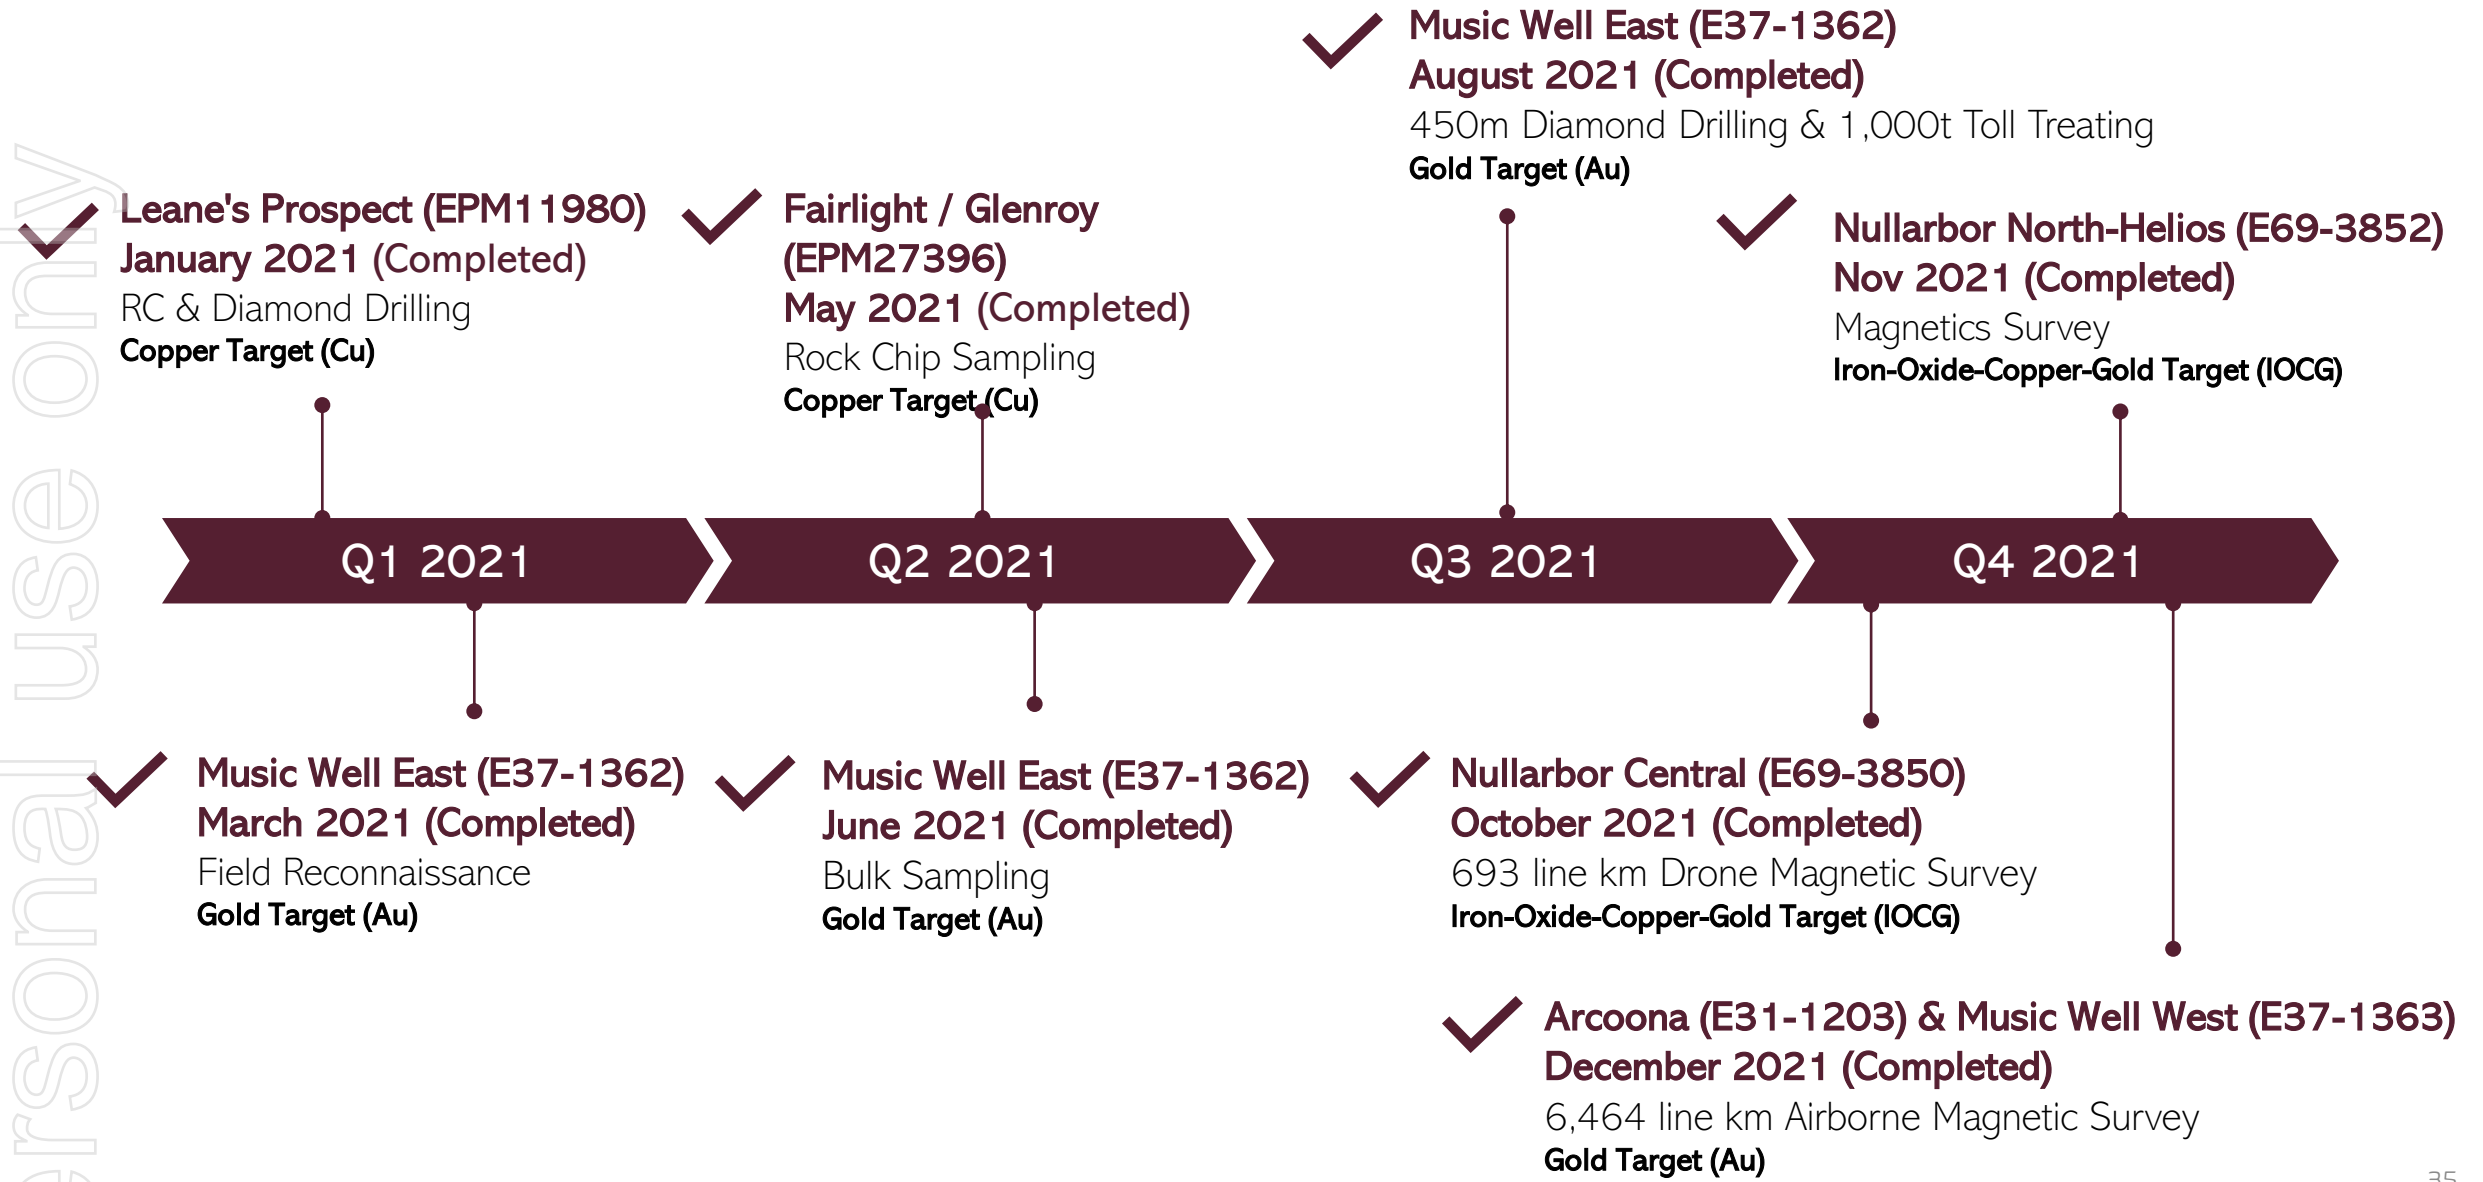 Music Well East (E37-1362)
August 2021 (Completed)
450m Diamond Drilling & 1,000t Toll Treating
Gold Target (Au)
Leane's Prospect (EPM11980)
January 2021 (Completed)
RC & Diamond Drilling
Copper Target (Cu)
Fairlight / Glenroy
(EPM27396)
May 2021 (Completed)
Rock Chip Sampling
Copper Target (Cu)
Nullarbor North-Helios (E69-3852)
Nov 2021 (Completed)
Magnetics Survey
Iron-Oxide-Copper-Gold Target (IOCG)
Q1 2021
Q2 2021
Q3 2021
Q4 2021
Music Well East (E37-1362)
March 2021 (Completed)
Field Reconnaissance
Gold Target (Au)
Music Well East (E37-1362)
June 2021 (Completed)
Bulk Sampling
Gold Target (Au)
Nullarbor Central (E69-3850)
October 2021 (Completed)
693 line km Drone Magnetic Survey
Iron-Oxide-Copper-Gold Target (IOCG)
Arcoona (E31-1203) & Music Well West (E37-1363)
December 2021 (Completed)
6,464 line km Airborne Magnetic Survey
Gold Target (Au)
35
ersonal use only